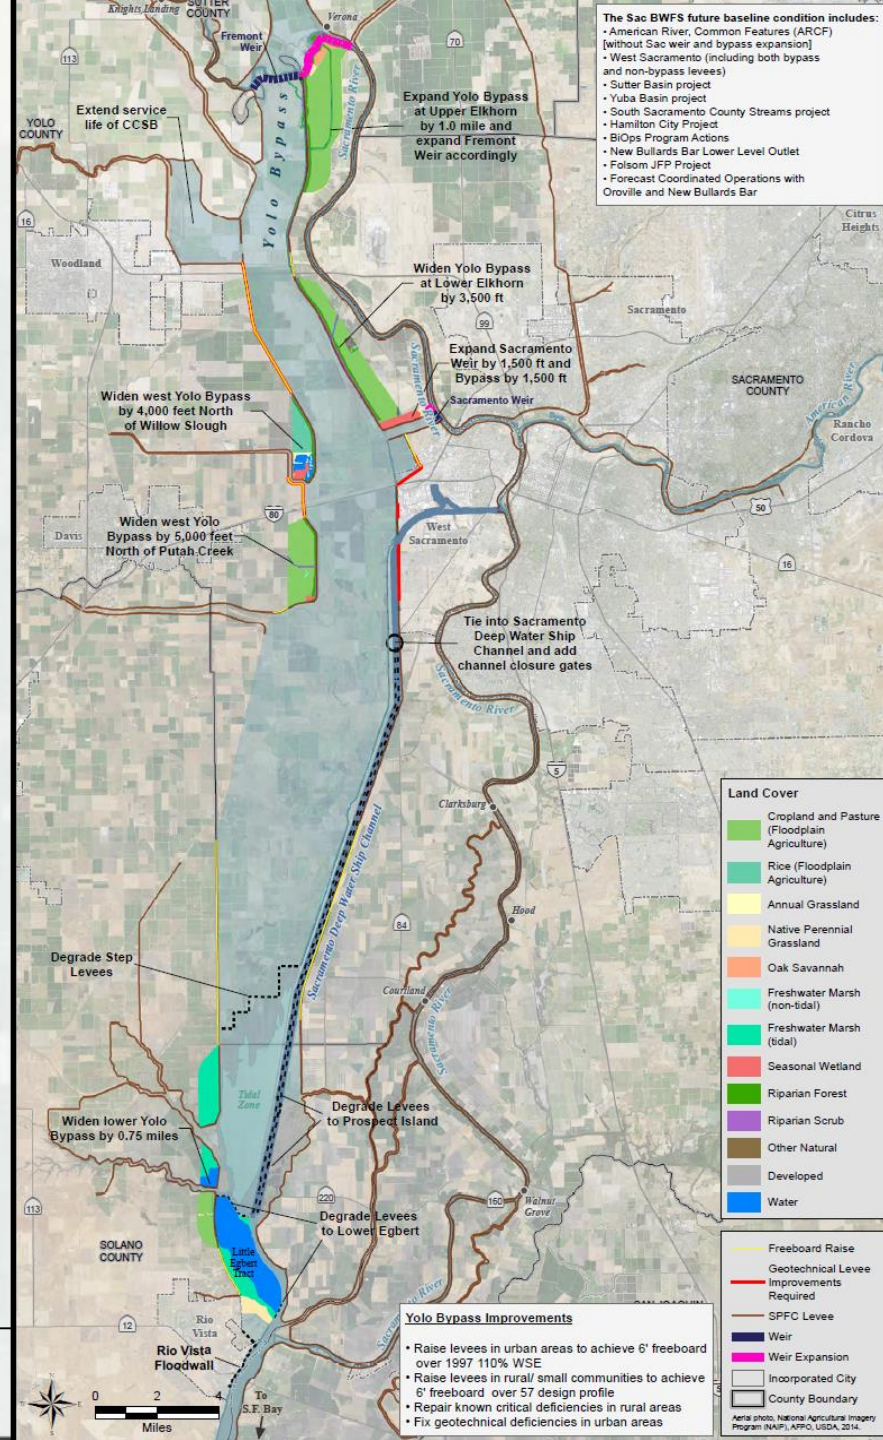 Knights Landing
SUTTER
COUNTY
Verona
Fremont
Weir
70
113
The Sac BWFS future baseline condition includes:
• American River, Common Features (ARCF)
[without Sac weir and bypass expansion]
• West Sacramento (including both bypass
and non-bypass levees)
• Sutter Basin project
• Yuba Basin project
• South Sacramento County Streams project
• Hamilton City Project
• BiOps Program Actions
• New Bullards Bar Lower Level Outlet
• Folsom JFP Project
• Forecast Coordinated Operations with
Oroville and New Bullards Bar
YOLO
COUNTY
Extend service
life of CCSB
Yolo Bypass
Sacramento River
Expand Yolo Bypass
at Upper Elkhorn
by 1.0 mile and
expand Fremont
Weir accordingly
16
Woodland
Citrus
Heights
Widen Yolo Bypass
at Lower Elkhorn
by 3,500 ft
99
Sacramento
Sacramento River
Expand Sacramento
Weir by 1,500 ft and
Bypass by 1,500 ft
Sacramento Weir
SACRAMENTO
COUNTY
American River
Rancho
Cordova
Widen west Yolo Bypass
by 4,000 feet North
of Willow Slough
80
50
Davis
West
Sacramento
Widen west Yolo
Bypass by 5,000 feet
North of Putah Creek
16
Tie into Sacramento
Deep Water Ship
Channel and add
channel closure gates
Sacramento River
5
Clarksburg
Sacramento Deep Water Ship Channel
84
Hood
Degrade Step
Levees
Courtland
Sacramento River
Tidal
Zone
Degrade Levees
to Prospect Island
Widen lower Yolo
Bypass by 0.75 miles
113
220
160
Walnut
Grove
Degrade Levees
to Lower Egbert
SOLANO
COUNTY
Little
Egbert
Tract
12
Rio
Vista
Rio Vista
Floodwall
Sacramento River
SAN JOAQUIN
To
S.F. Bay
0 2 4
Miles
Yolo Bypass Improvements
• Raise levees in urban areas to achieve 6' freeboard
over 1997 110% WSE
• Raise levees in rural/ small communities to achieve
6' freeboard over 57 design profile
• Repair known critical deficiencies in rural areas
• Fix geotechnical deficiencies in urban areas
5
Land Cover
Cropland and Pasture
(Floodplain
Agriculture)
Rice (Floodplain
Agriculture)
Annual Grassland
Native Perennial
Grassland
Oak Savannah
Freshwater Marsh
(non-tidal)
Freshwater Marsh
(tidal)
Seasonal Wetland
Riparian Forest
Riparian Scrub
Other Natural
Developed
Water
Freeboard Raise
Geotechnical Levee
Improvements
Required
SPFC Levee
Weir
Weir Expansion
Incorporated City
County Boundary
Aerial photo, National Agricultural Imagery
Program (NAIP), AFPO, USDA, 2014.